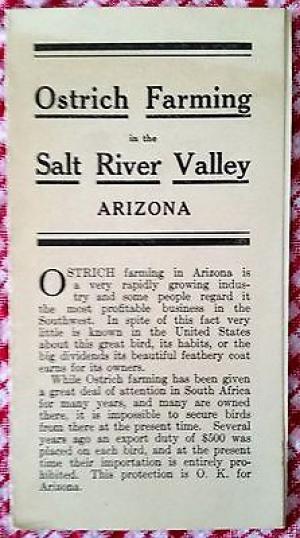 Ostrich Farming
in the
Salt River Valley
ARIZONA
OSTRICH farming in Arizona is
a very rapidly growing indus-
try and some people regard it
the most profitable business in the
Southwest. In spite of this fact very
little is known in the United States
about this great bird, its habits, or the
big dividends its beautiful feathery coat
earns for its owners.
While Ostrich farming has been given
a great deal of attention in South Africa
for many years, and many are owned
there, it is impossible to secure birds
from there at the present time. Several
years ago an export duty of $500 was
placed on each bird, and at the present
time their importation is entirely pro-
hibited. This protection is O. K. for
Arizona.